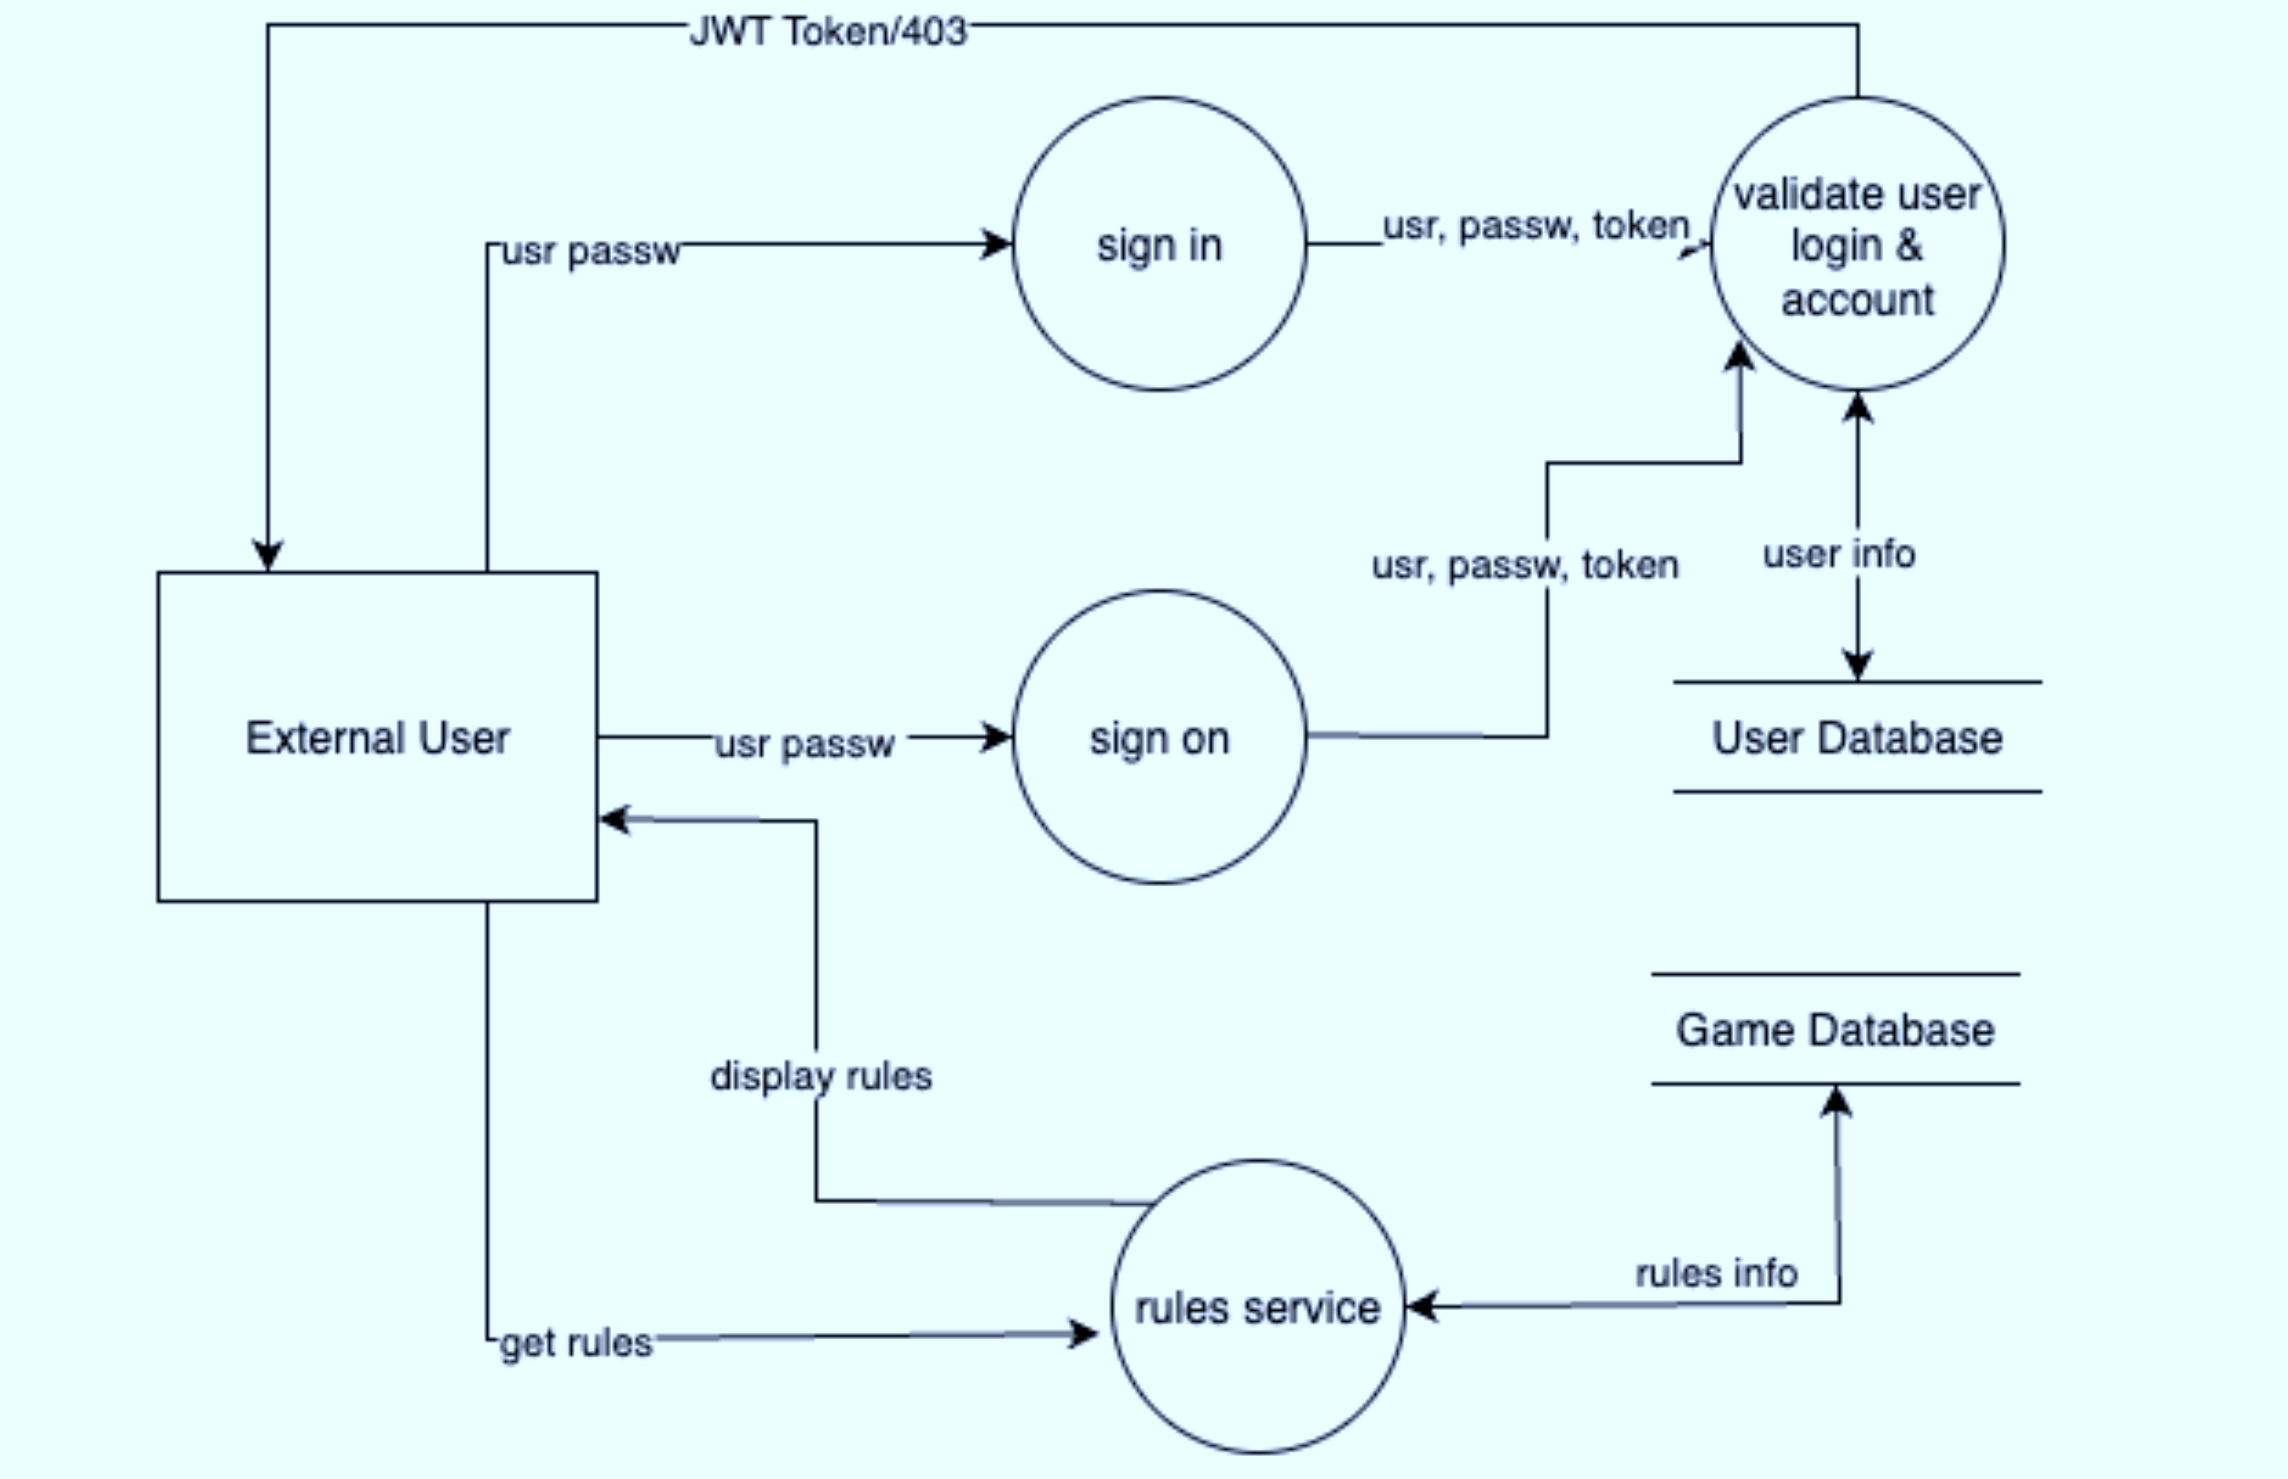 JWT Token/403
validate user
login &
account
sign in
usr, passw, token
usr passw
usr, passw, token
user info
External User
usr passw
sign on
User Database
Game Database
display rules
rules info
rules service
get rules